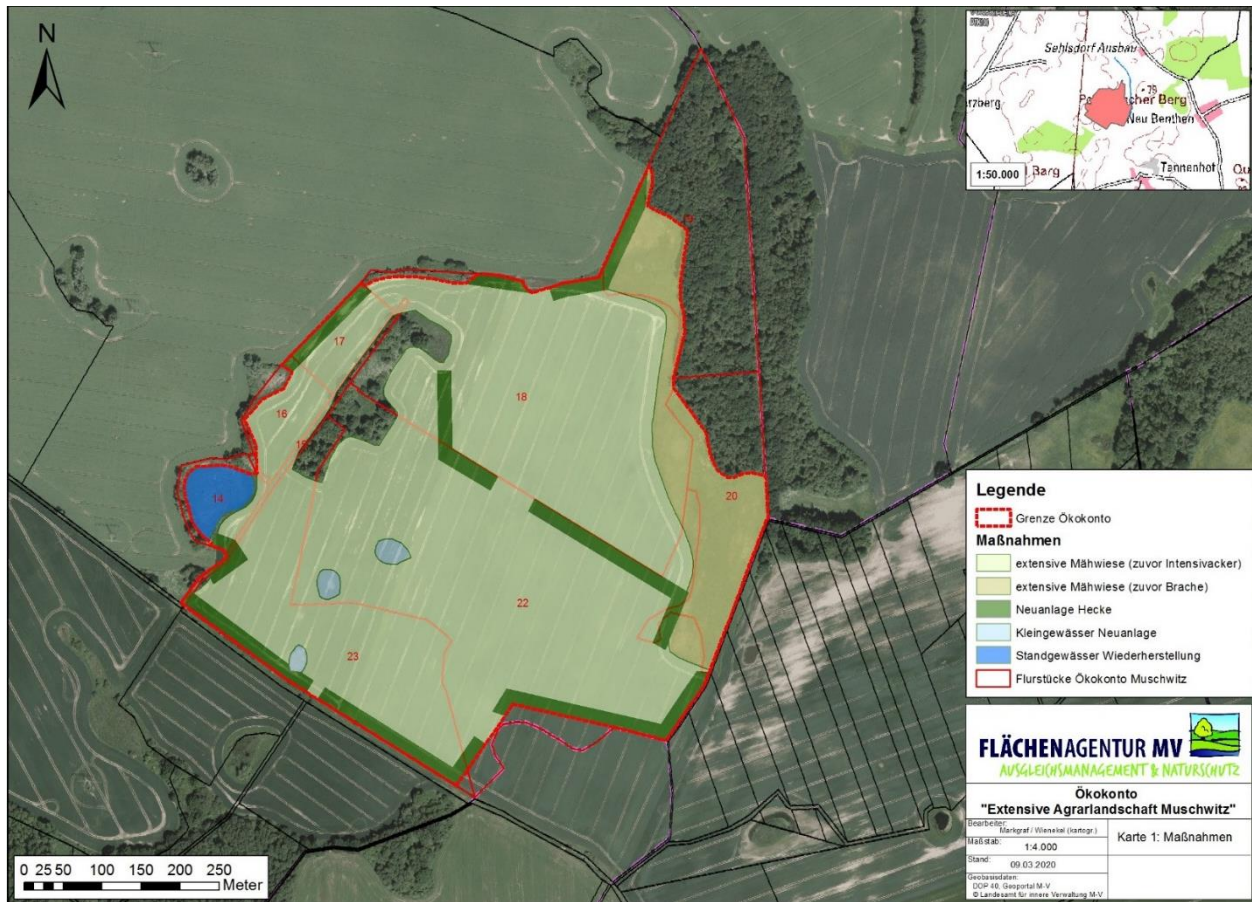 N
Sehlsdorf Ausbau
Neu Benthen
Tannenhof
1:50.000
17
18
16
15
14
20
22
23
Legende
Grenze Ökokonto
Maßnahmen
extensive Mähwiese (zuvor Intensivacker)
extensive Mähwiese (zuvor Brache)
Neuanlage Hecke
Kleingewässer Neuanlage
Standgewässer Wiederherstellung
Flurstücke Ökokonto Muschwitz
FLÄCHENAGENTUR MV
AUSGLEICHSMANAGEMENT & NATURSCHUTZ
Ökokonto
"Extensive Agrarlandschaft Muschwitz"
Bearbeiter:
Markgraf / Wienekel (kartogr.)
Maßstab:
1:4.000
Karte 1: Maßnahmen
Stand:
09.03.2020
Geobasisdaten:
DOP 40, Geoportal M-V
© Landesamt für innere Verwaltung M-V
0 25 50 100 150 200 250
Meter